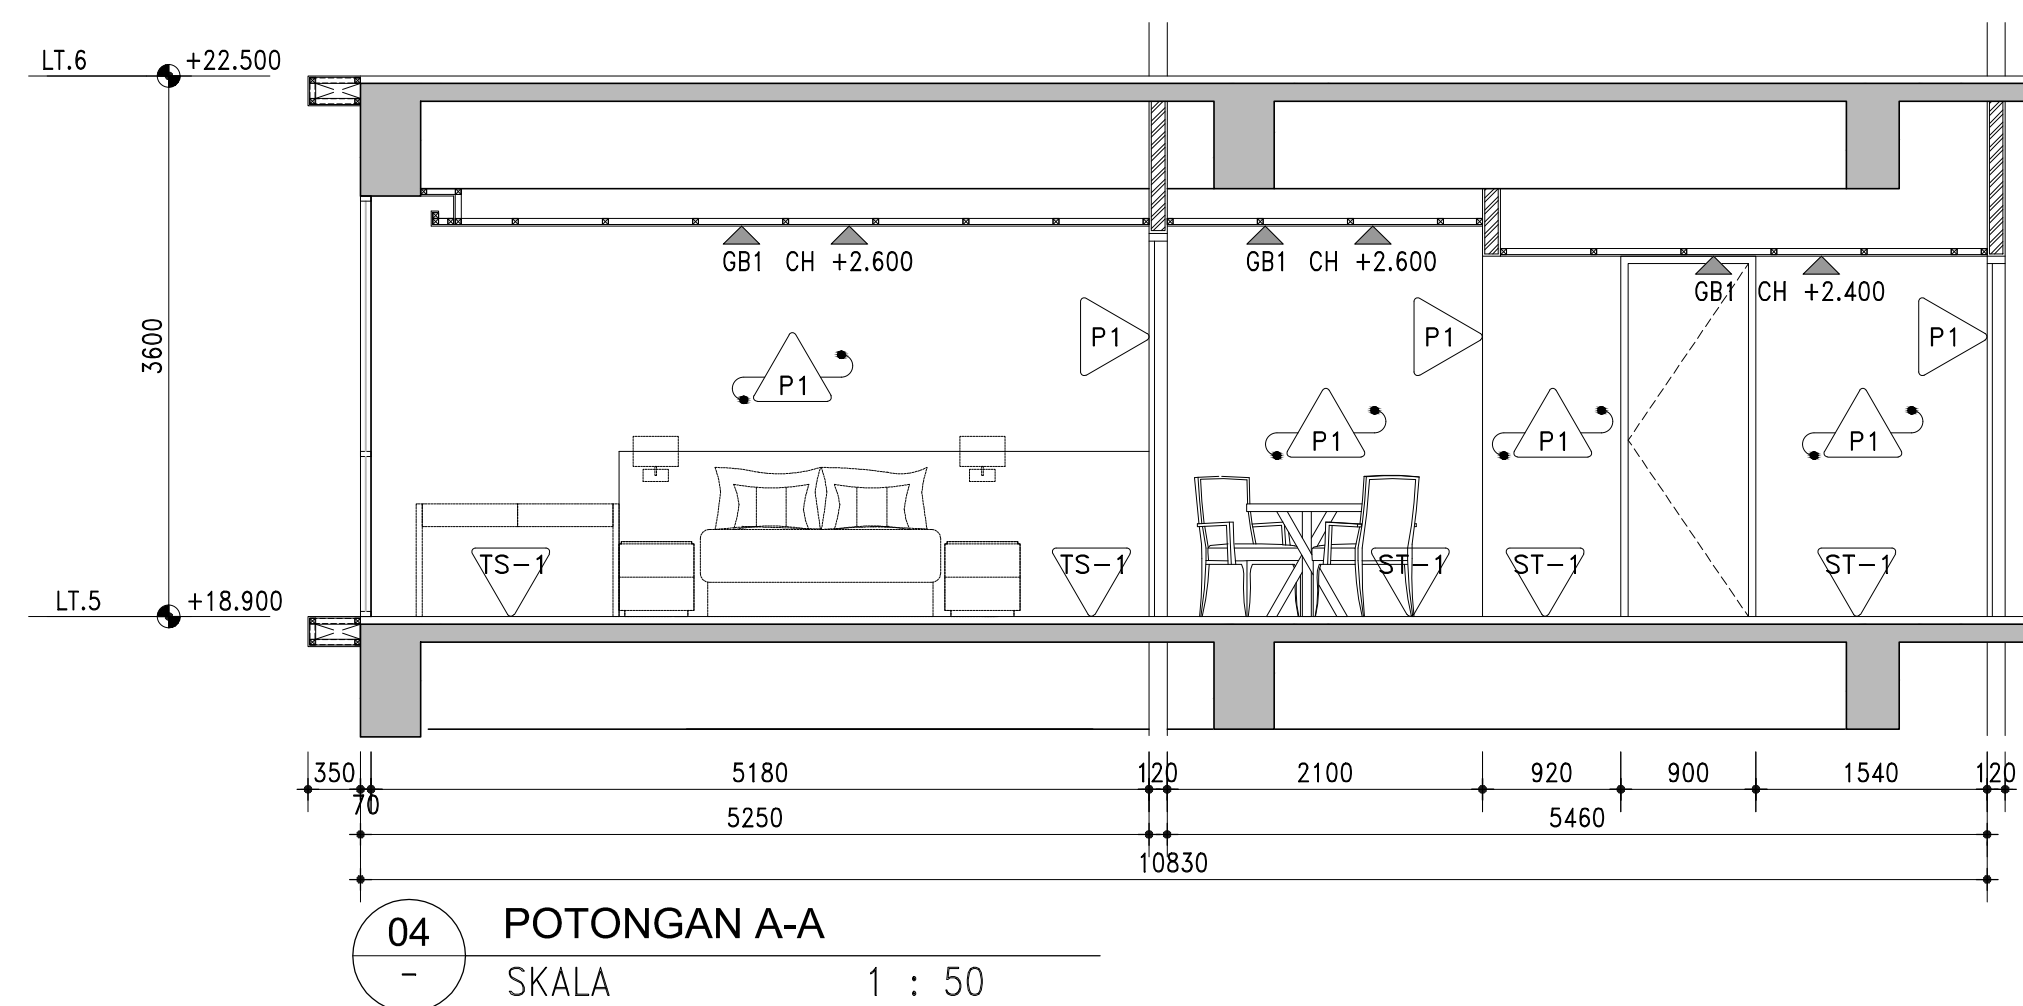 LT.6 +22.500
GB1 CH +2.600
GB1 CH +2.600
GB1 CH +2.400
3600
P1
P1
P1
P1
P1
P1
P1
TS-1
TS-1
ST-1
ST-1
ST-1
LT.5 +18.900
350 5180 120 2100 920 900 1540 120
70
5250 5460
10830
04 POTONGAN A-A
- SKALA 1 : 50